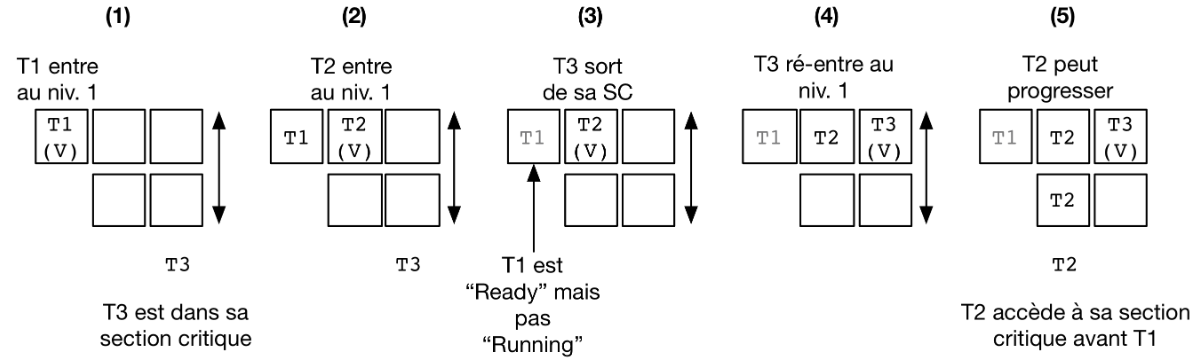 (1)
T1 entre
au niv. 1
T1
(V)
T3
T3 est dans sa
section critique
(2)
T2 entre
au niv. 1
T1
T2
(V)
T3
(3)
T3 sort
de sa SC
T1
T2
(V)
T1 est
“Ready” mais
pas
“Running”
(4)
T3 ré-entre au
niv. 1
T1
T2
T3
(V)
(5)
T2 peut
progresser
T1
T2
T3
(V)
T2
T2
T2 accède à sa section
critique avant T1